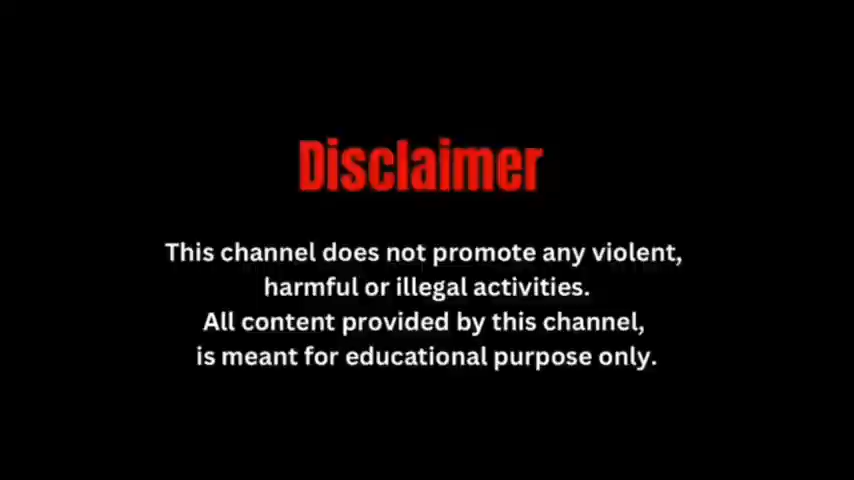 Disclaimer
This channel does not promote any violent,
harmful or illegal activities.
All content provided by this channel,
is meant for educational purpose only.